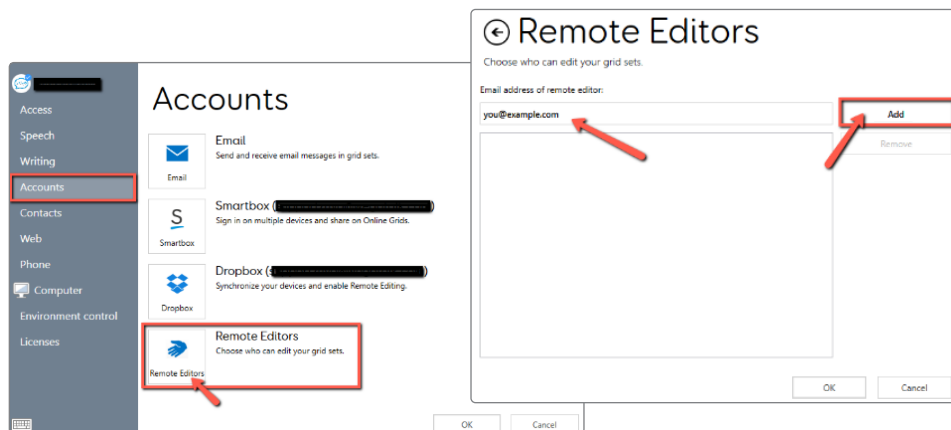 Access
Speech
Writing
Accounts
Contacts
Web
Phone
Computer
Environment control
Licenses
Accounts
Email
Send and receive email messages in grid sets.
Email
Smartbox (
)
Sign in on multiple devices and share on Online Grids.
S
Smartbox
Dropbox (
)
Synchronize your devices and enable Remote Editing.
Dropbox
Remote Editors
Choose who can edit your grid sets.
Remote Editors
OK
Cancel
Remote Editors
Choose who can edit your grid sets.
Email address of remote editor:
you@example.com
Add
Remove
OK
Cancel